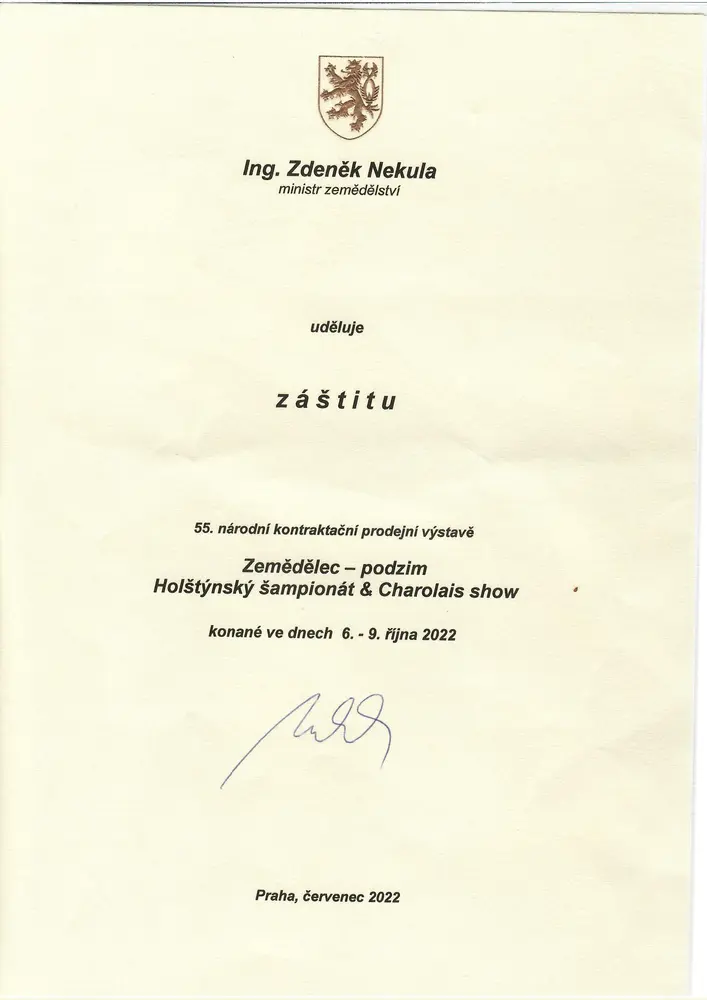 Ing. Zdeněk Nekula
ministr zemědělství
uděluje
záštitu
55. národní kontraktační prodejní výstavě
Zemědělec – podzim
Holštýnský šampionát & Charolais show
konané ve dnech 6. - 9. října 2022
Praha, červenec 2022